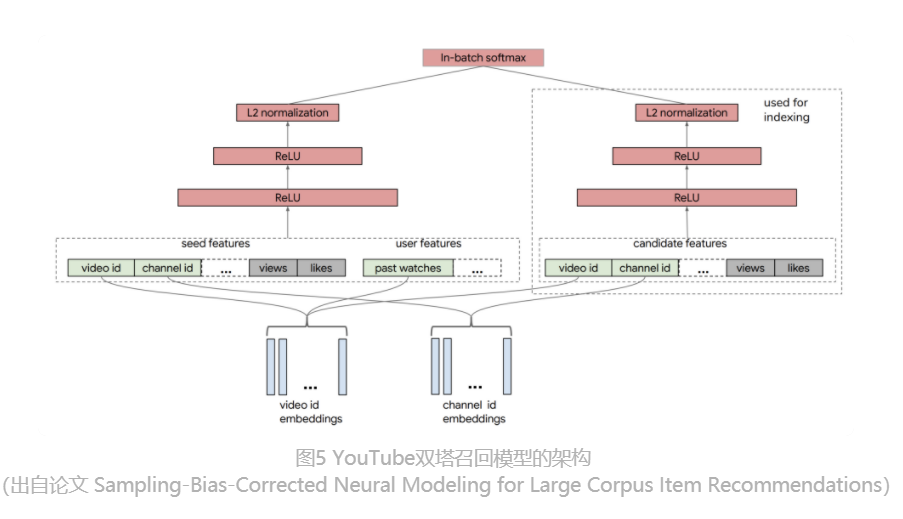 In-batch softmax
L2 normalization
L2 normalization
used for
indexing
ReLU
ReLU
ReLU
ReLU
seed features
user features
candidate features
video id
channel id
...
views
likes
past watches
...
video id
channel id
...
views
likes
...
...
video id
embeddings
channel id
embeddings
图5 YouTube双塔召回模型的架构
(出自论文 Sampling-Bias-Corrected Neural Modeling for Large Corpus Item Recommendations)